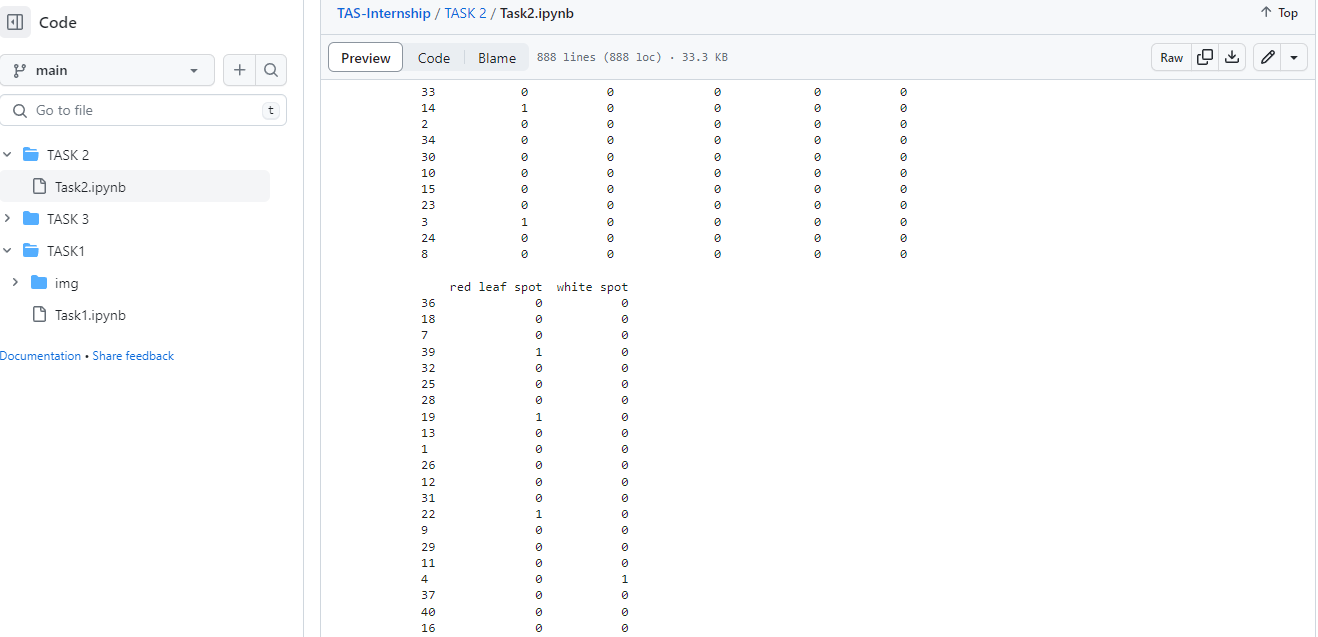 Code
main
Go to file t
TASK 2
Task2.ipynb
TASK 3
TASK1
img
Task1.ipynb
Documentation • Share feedback
TAS-Internship / TASK 2 / Task2.ipynb Top
Preview Code Blame 888 lines (888 loc) · 33.3 KB Raw
33 0 0 0 0 0
14 1 0 0 0 0
2 0 0 0 0 0
34 0 0 0 0 0
30 0 0 0 0 0
10 0 0 0 0 0
15 0 0 0 0 0
23 0 0 0 0 0
3 1 0 0 0 0
24 0 0 0 0 0
8 0 0 0 0 0
red leaf spot white spot
36 0 0
18 0 0
7 0 0
39 1 0
32 0 0
25 0 0
28 0 0
19 1 0
13 0 0
1 0 0
26 0 0
12 0 0
31 0 0
22 1 0
9 0 0
29 0 0
11 0 0
4 0 1
37 0 0
40 0 0
16 0 0